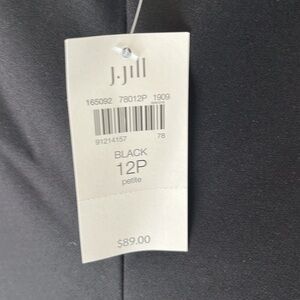 J.Jill
165092 78012P 1909
91214157 78
BLACK
12P
petite
$89.00